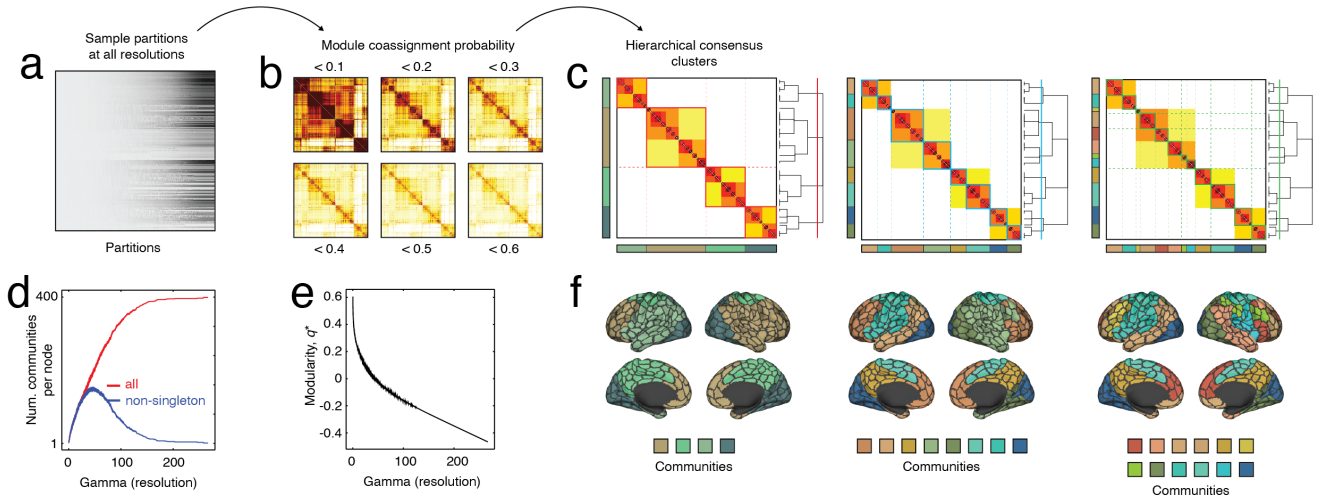 Sample partitions
at all resolutions
Module coassignment probability
Hierarchical consensus
clusters
a
b
c
< 0.1
< 0.2
< 0.3
< 0.4
< 0.5
< 0.6
Partitions
d
e
f
400
1
Num. communities
per node
all
non-singleton
0
100
200
Gamma (resolution)
0.6
0.4
0.2
0
-0.2
-0.4
Modularity, q*
0
100
200
Gamma (resolution)
Communities
Communities
Communities